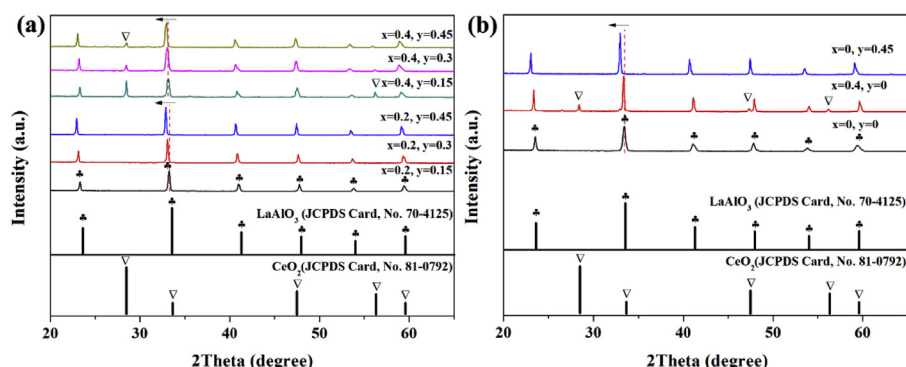 (a)
x=0.4, y=0.45
x=0.4, y=0.3
x=0.4, y=0.15
x=0.2, y=0.45
x=0.2, y=0.3
x=0.2, y=0.15
LaAlO3 (JCPDS Card, No. 70-4125)
CeO2(JCPDS Card, No. 81-0792)
Intensity (a.u.)
20 30 40 50 60
2Theta (degree)
(b)
x=0, y=0.45
x=0.4, y=0
x=0, y=0
LaAlO3 (JCPDS Card, No. 70-4125)
CeO2(JCPDS Card, No. 81-0792)
Intensity (a.u.)
20 30 40 50 60
2Theta (degree)